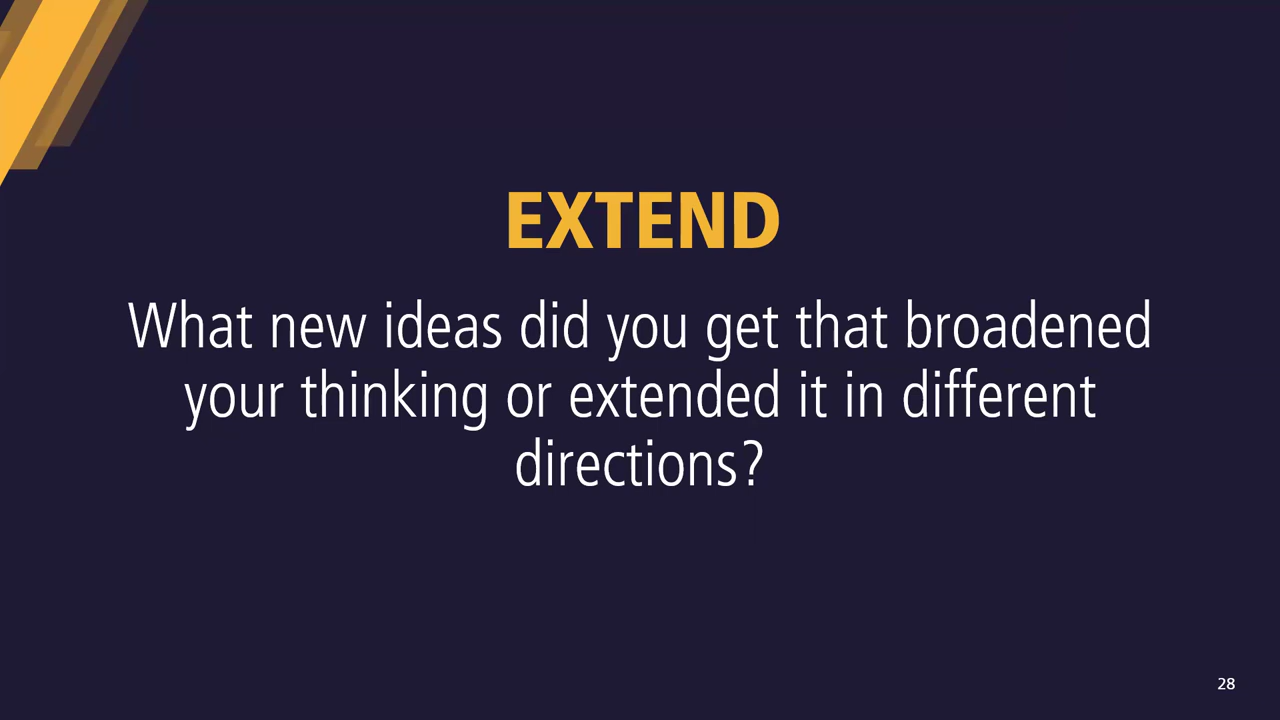 EXTEND
What new ideas did you get that broadened
your thinking or extended it in different
directions?
28